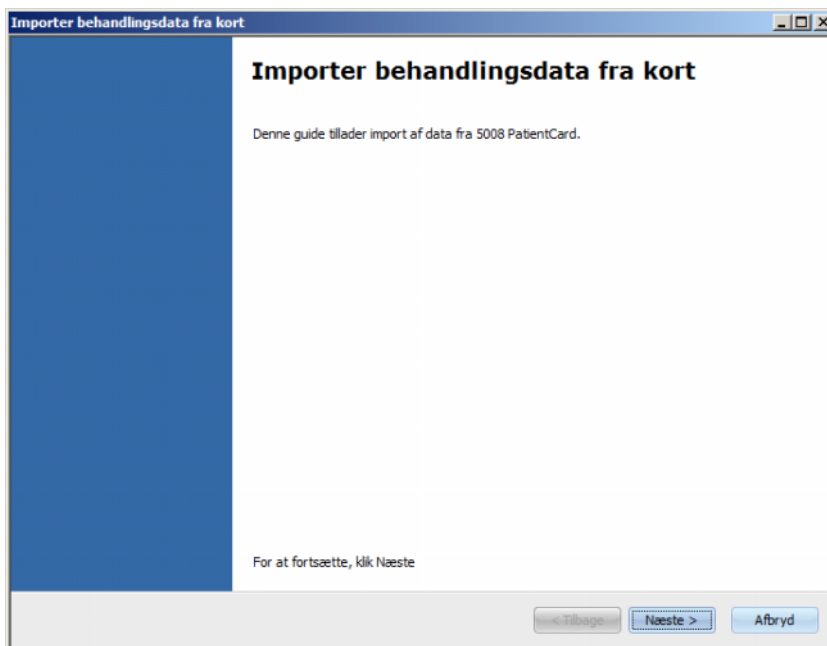 Importer behandlingsdata fra kort
Importer behandlingsdata fra kort
Denne guide tillader import af data fra 5008 PatientCard.
For at fortsætte, klik Næste
< Tilbage Næste > Afbryd